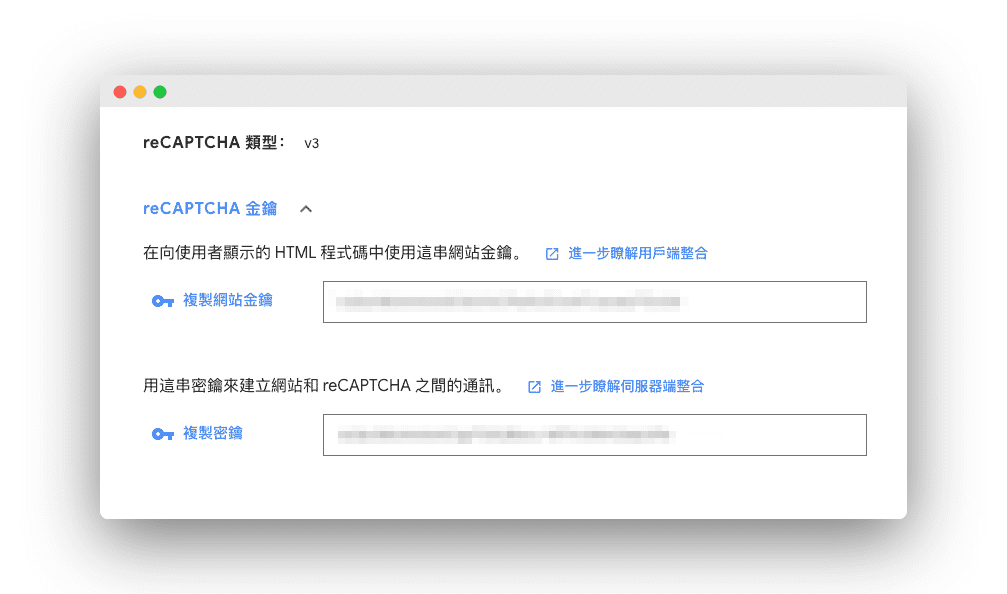 reCAPTCHA 類型： v3
reCAPTCHA 金鑰
在向使用者顯示的 HTML 程式碼中使用這串網站金鑰。 進一步瞭解用戶端整合
複製網站金鑰
用這串密鑰來建立網站和 reCAPTCHA 之間的通訊。 進一步瞭解伺服器端整合
複製密鑰